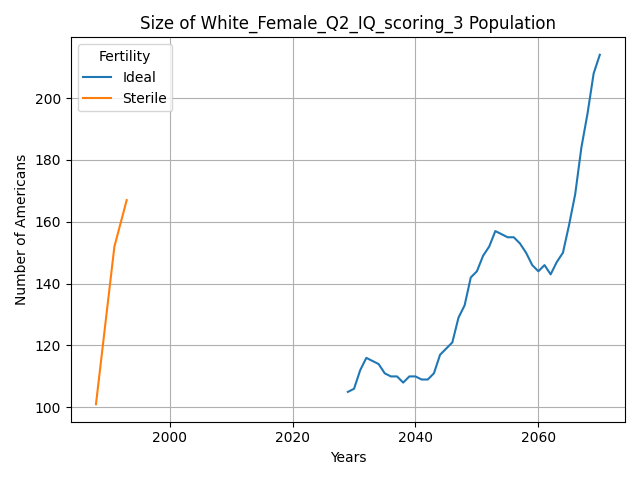 Size of White_Female_Q2_IQ_scoring_3 Population
Fertility
Ideal
Sterile
Number of Americans
200
180
160
140
120
100
2000
2020
2040
2060
Years